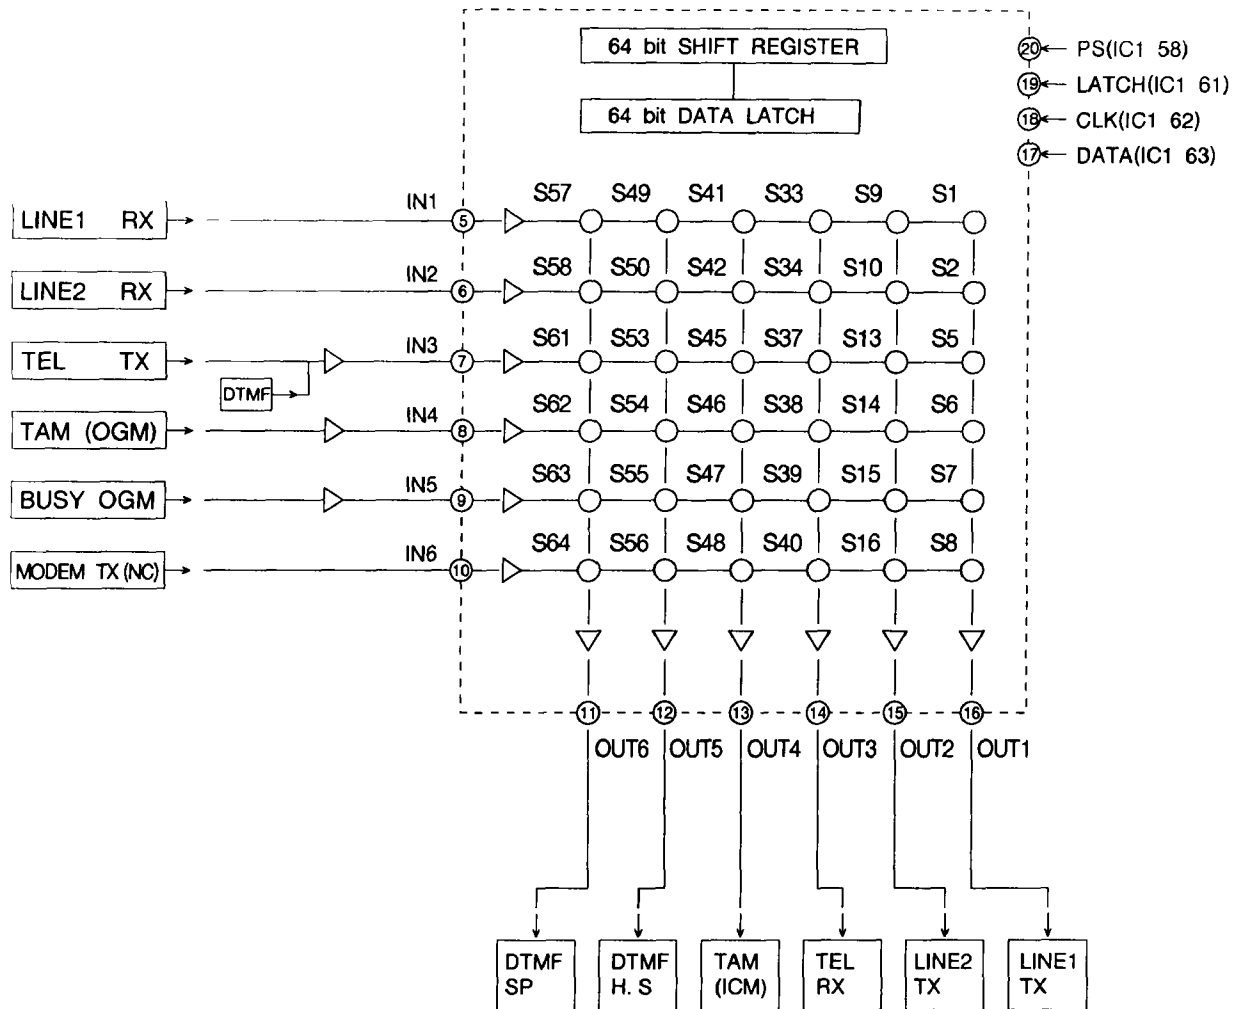 64 bit SHIFT REGISTER
64 bit DATA LATCH
20 PS(IC1 58)
19 LATCH(IC1 61)
18 CLK(IC1 62)
17 DATA(IC1 63)
LINE1 RX IN1 5 S57 S49 S41 S33 S9 S1
LINE2 RX IN2 6 S58 S50 S42 S34 S10 S2
TEL TX IN3 7 S61 S53 S45 S37 S13 S5
DTMF
TAM (OGM) IN4 8 S62 S54 S46 S38 S14 S6
BUSY OGM IN5 9 S63 S55 S47 S39 S15 S7
MODEM TX (NC) IN6 10 S64 S56 S48 S40 S16 S8
11 12 13 14 15 16
OUT6 OUT5 OUT4 OUT3 OUT2 OUT1
DTMF DTMF TAM TEL LINE2 LINE1
SP H. S (ICM) RX TX TX